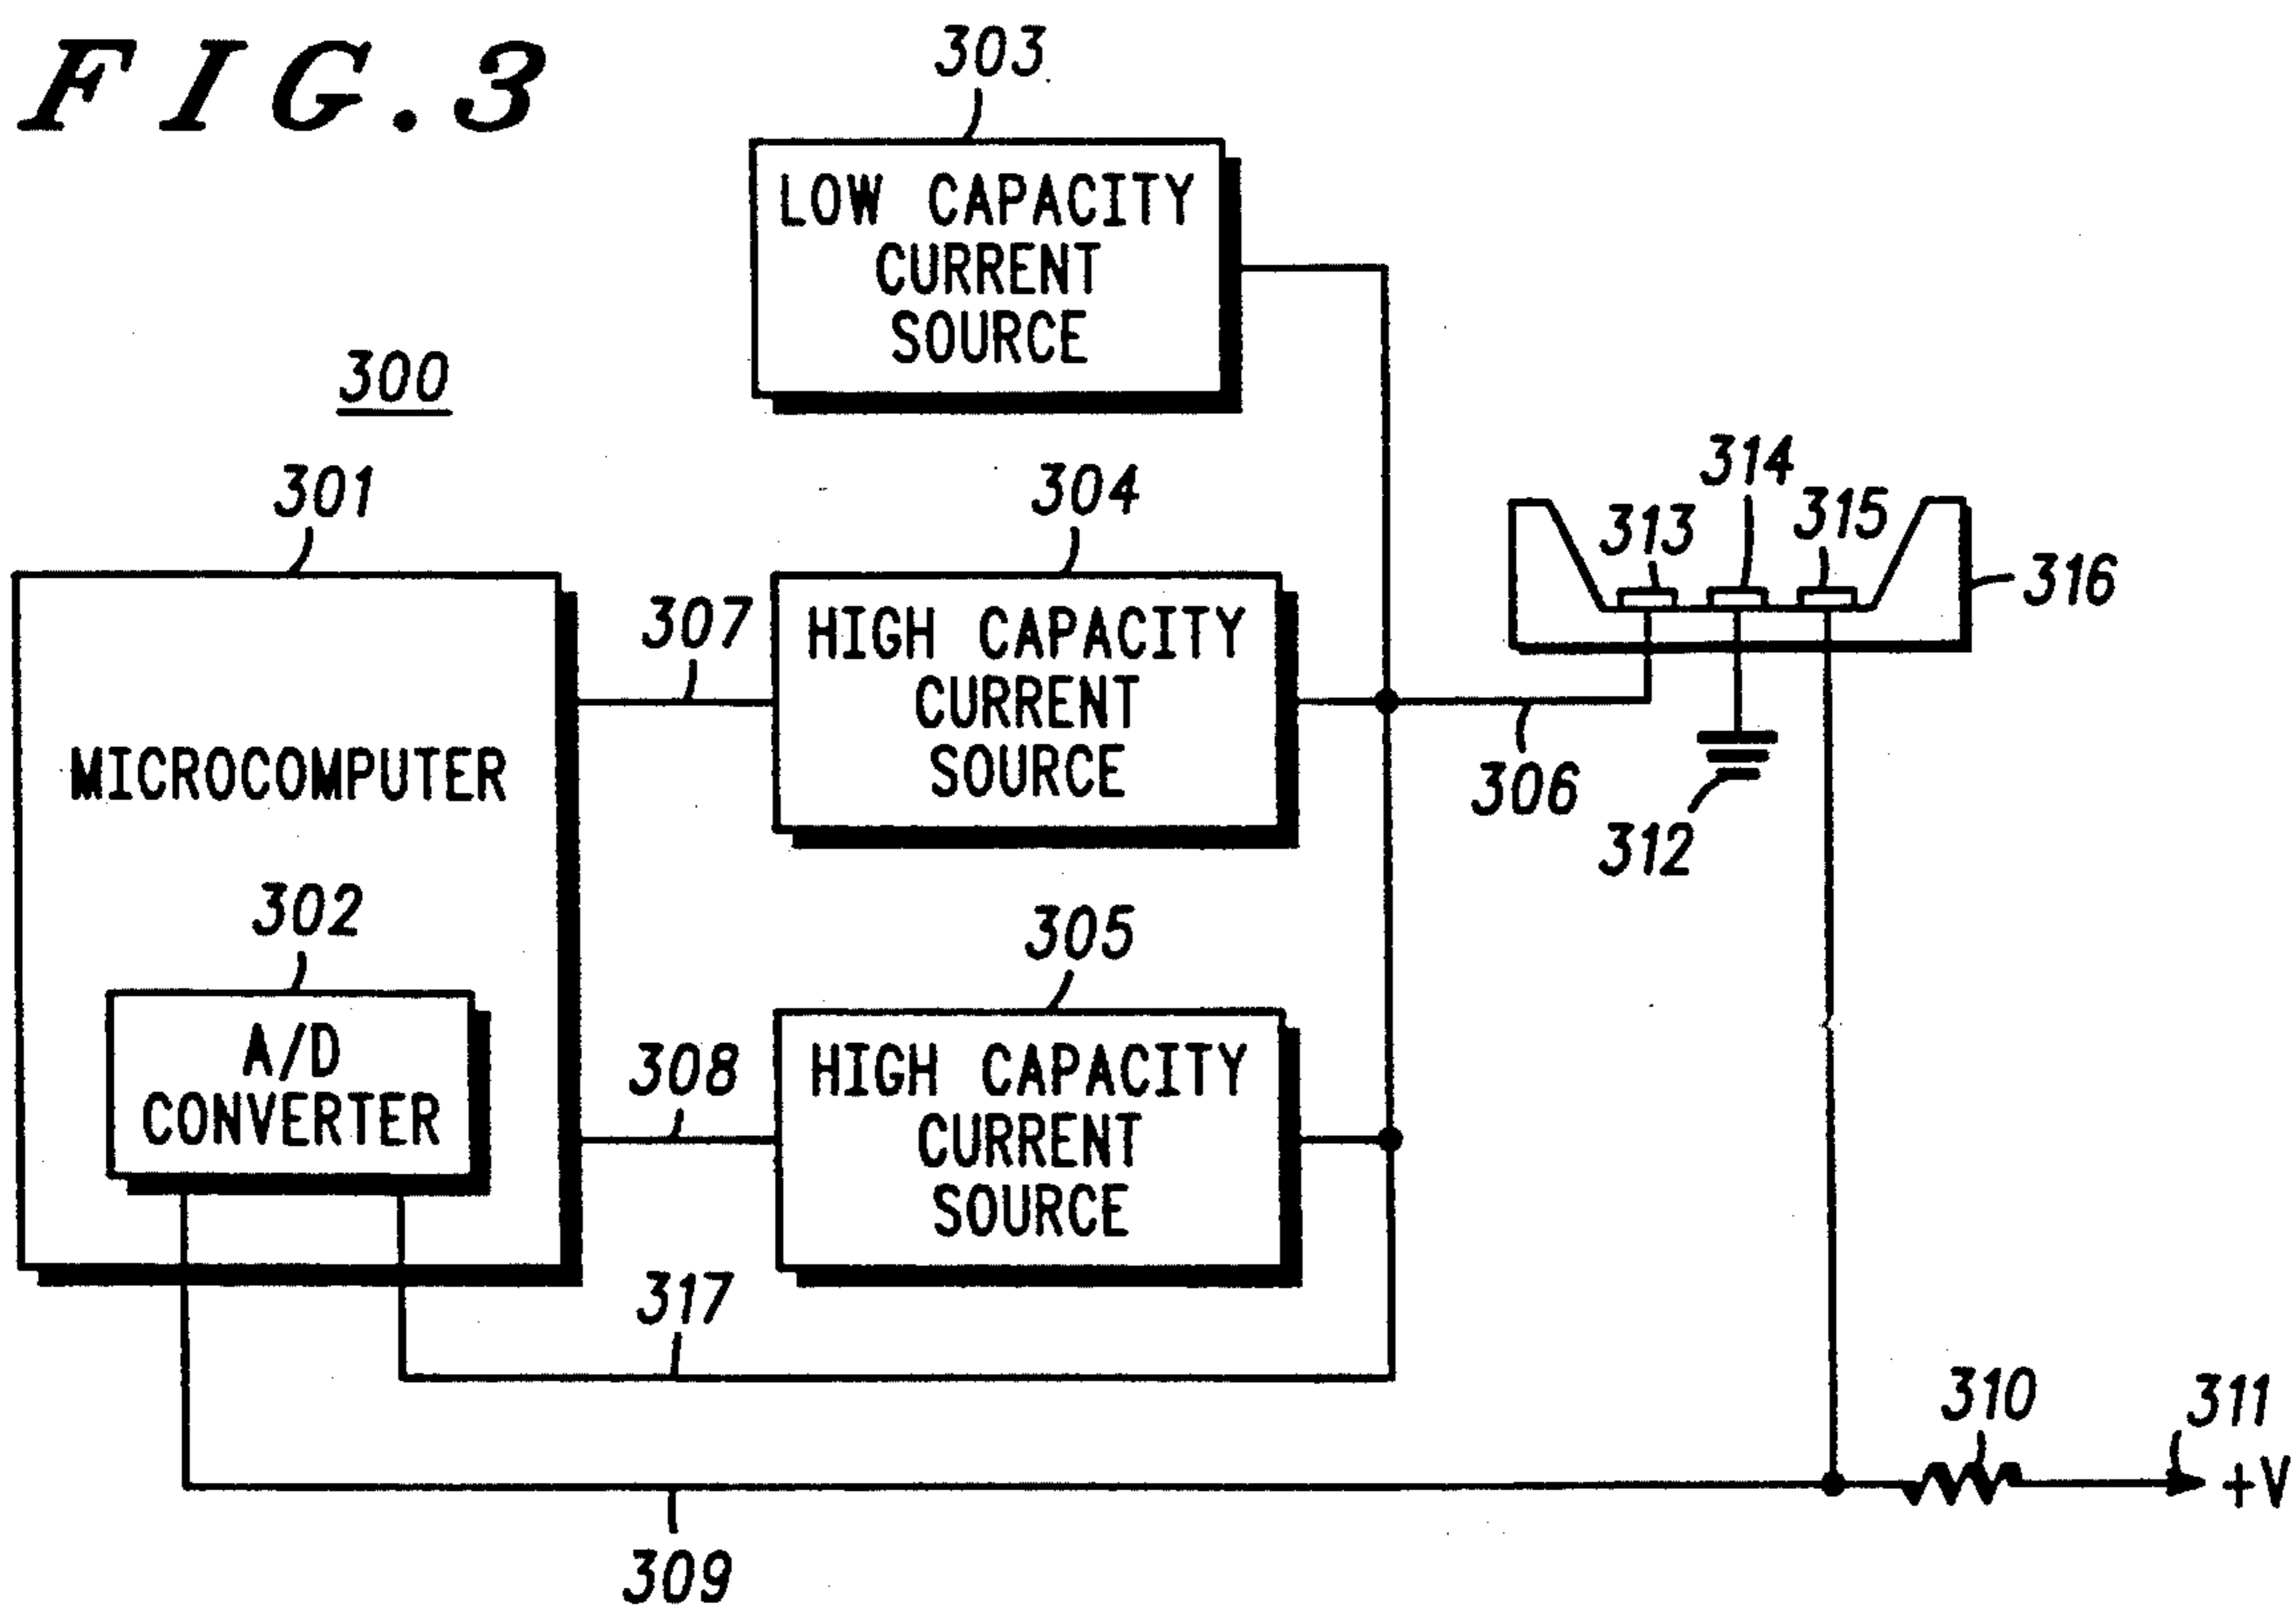 FIG.3
303
LOW CAPACITY
CURRENT
SOURCE
300
301
304
314
313
315
316
307
HIGH CAPACITY
CURRENT
SOURCE
MICROCOMPUTER
306
312
302
305
A/D
CONVERTER
308
HIGH CAPACITY
CURRENT
SOURCE
317
310
311
+V
309